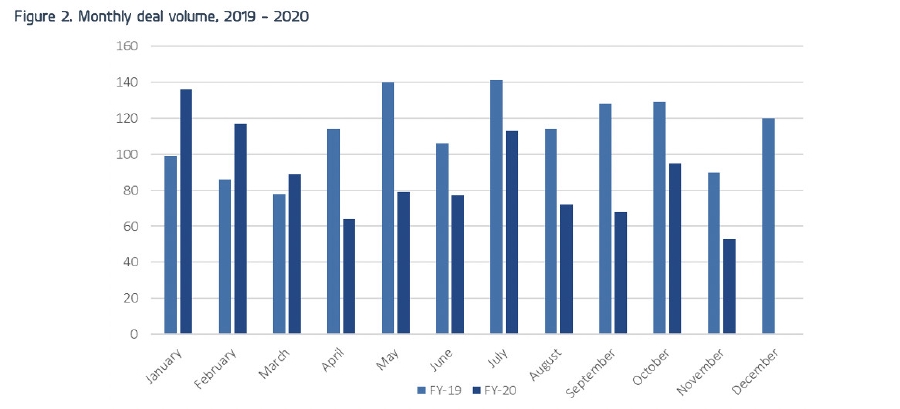 Figure 2. Monthly deal volume, 2019 - 2020
160
140
120
100
80
60
40
20
0
January
February
March
April
May
June
July
August
September
October
November
December
FY-19 FY-20